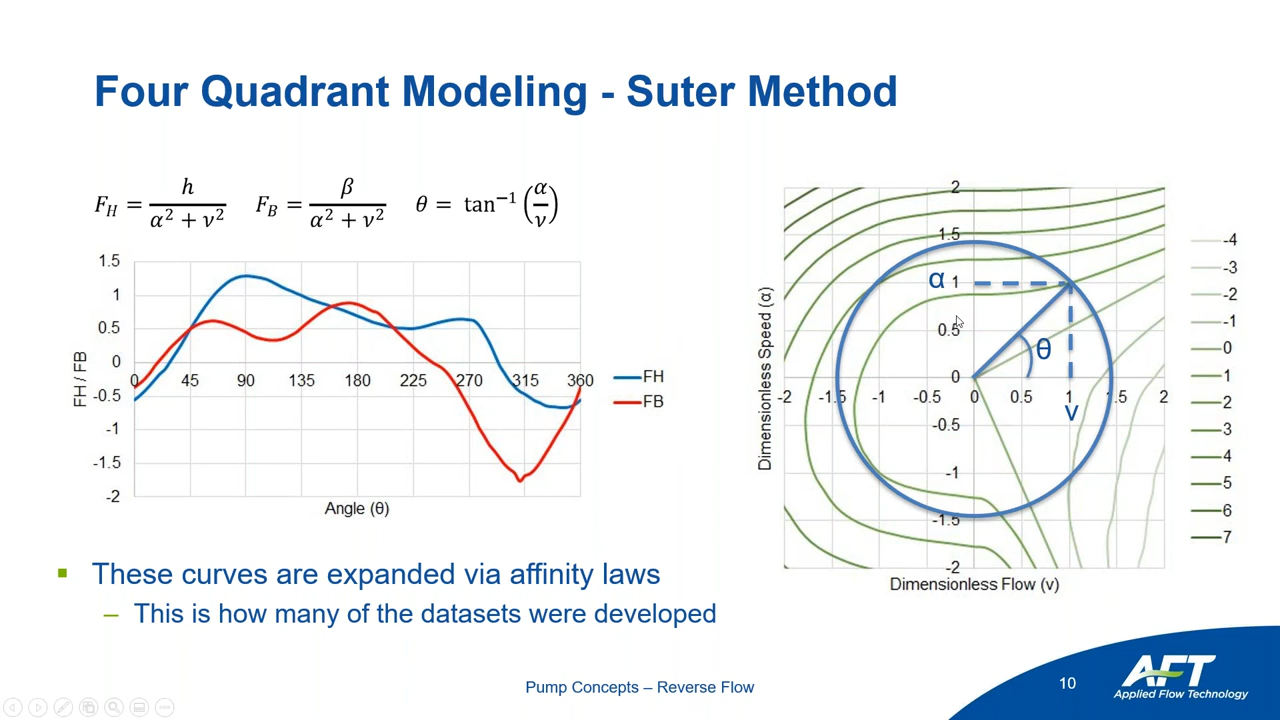 Four Quadrant Modeling - Suter Method
F_H = h / (α² + ν²)   F_B = β / (α² + ν²)   θ = tan⁻¹ (α / ν)
1.5
1
0.5
0
-0.5
-1
-1.5
-2
0 45 90 135 180 225 270 315 360
FH / FB
Angle (θ)
FH
FB
2
1.5
α 1
0.5
0
-0.5
-1
-1.5
-2
-2 -1.5 -1 -0.5 0 0.5 1 1.5 2
θ
v
Dimensionless Speed (α)
Dimensionless Flow (v)
-4
-3
-2
-1
0
1
2
3
4
5
6
7
▪ These curves are expanded via affinity laws
– This is how many of the datasets were developed
Pump Concepts – Reverse Flow
10
AFT
Applied Flow Technology